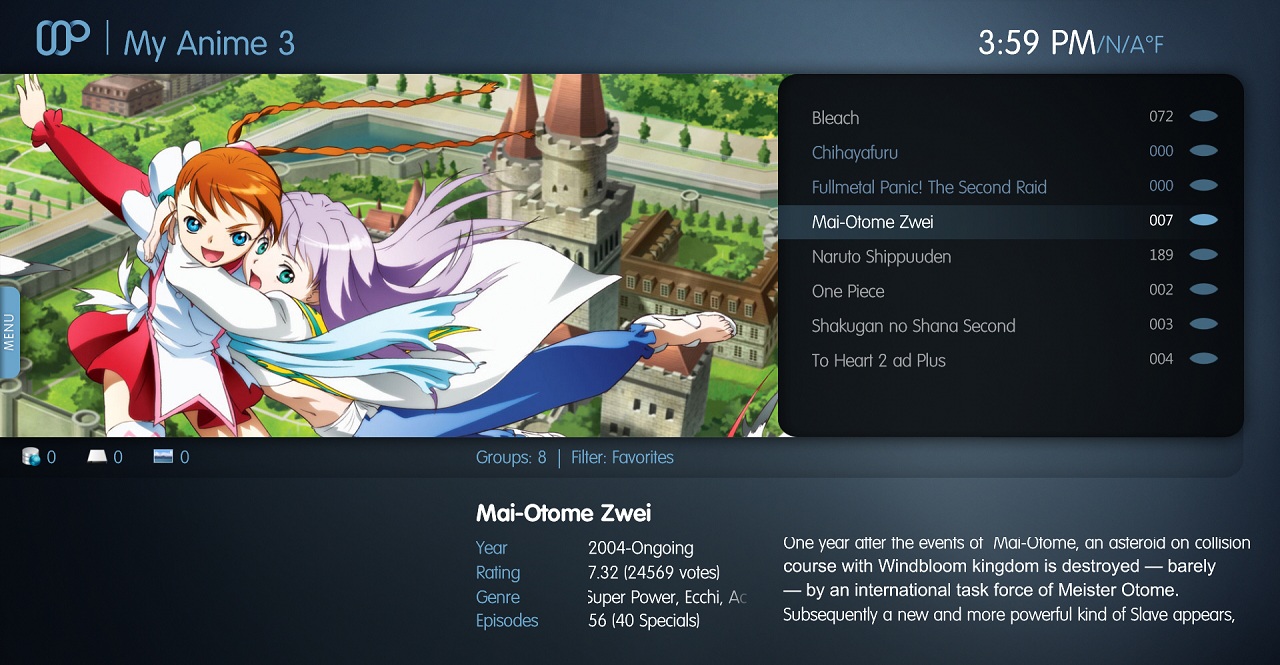 My Anime 3
3:59 PM/N/A°F
Bleach 072
Chihayafuru 000
Fullmetal Panic! The Second Raid 000
Mai-Otome Zwei 007
Naruto Shippuuden 189
One Piece 002
Shakugan no Shana Second 003
To Heart 2 ad Plus 004
MENU
0 0 0
Groups: 8 | Filter: Favorites
Mai-Otome Zwei
Year 2004-Ongoing
Rating 7.32 (24569 votes)
Genre Super Power, Ecchi, Ac
Episodes 56 (40 Specials)
One year after the events of Mai-Otome, an asteroid on collision
course with Windbloom kingdom is destroyed — barely
— by an international task force of Meister Otome.
Subsequently a new and more powerful kind of Slave appears,